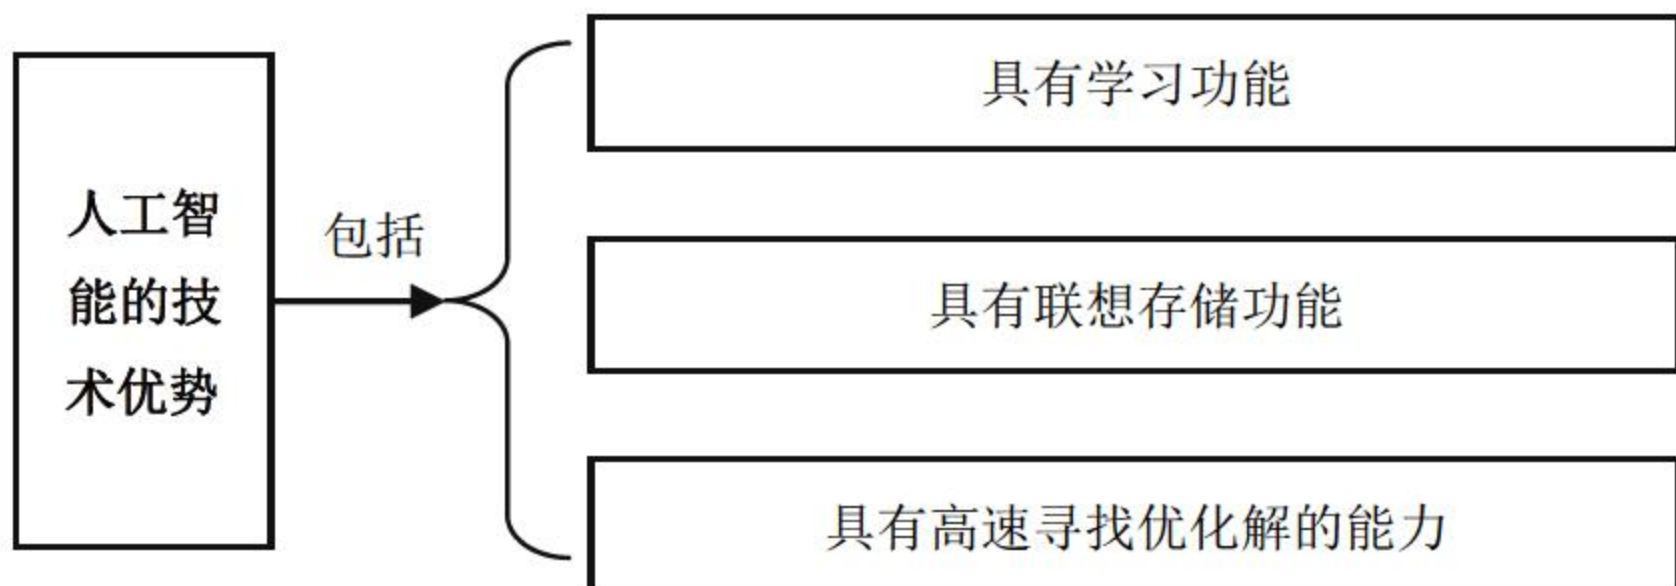 人工智
能的技
术优势
包括
具有学习功能
具有联想存储功能
具有高速寻找优化解的能力